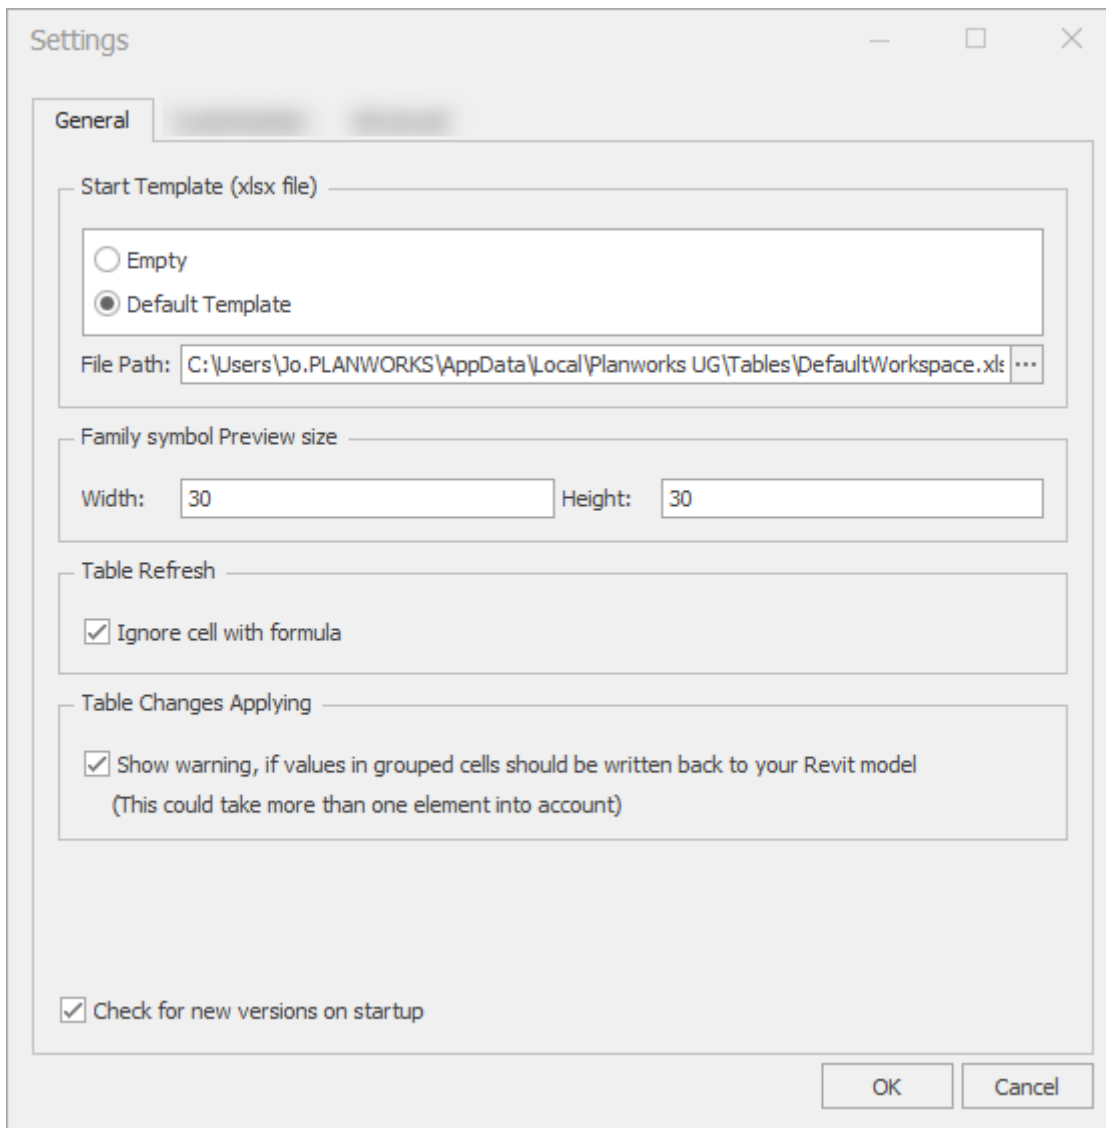 Settings
General
Start Template (xlsx file)
Empty
Default Template
File Path: C:\Users\Jo.PLANWORKS\AppData\Local\Planworks UG\Tables\DefaultWorkspace.xls ...
Family symbol Preview size
Width: 30 Height: 30
Table Refresh
Ignore cell with formula
Table Changes Applying
Show warning, if values in grouped cells should be written back to your Revit model
(This could take more than one element into account)
Check for new versions on startup
OK Cancel